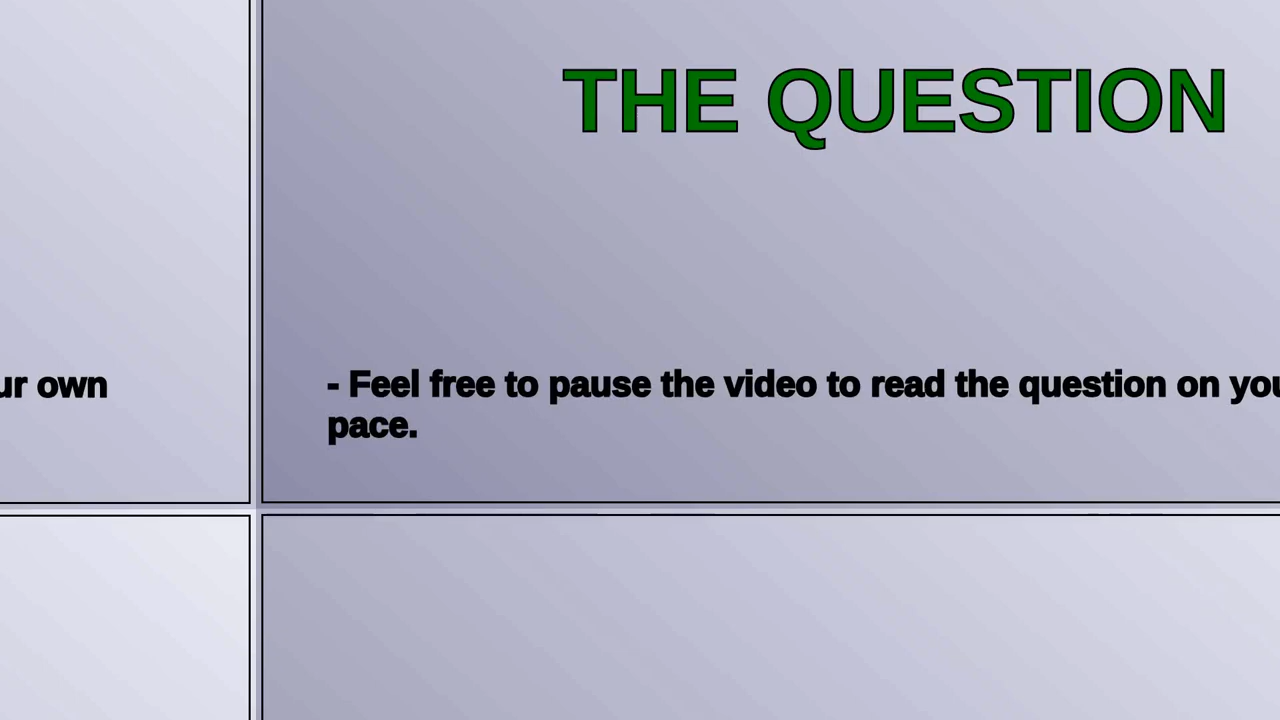 THE QUESTION
ur own
- Feel free to pause the video to read the question on you
pace.